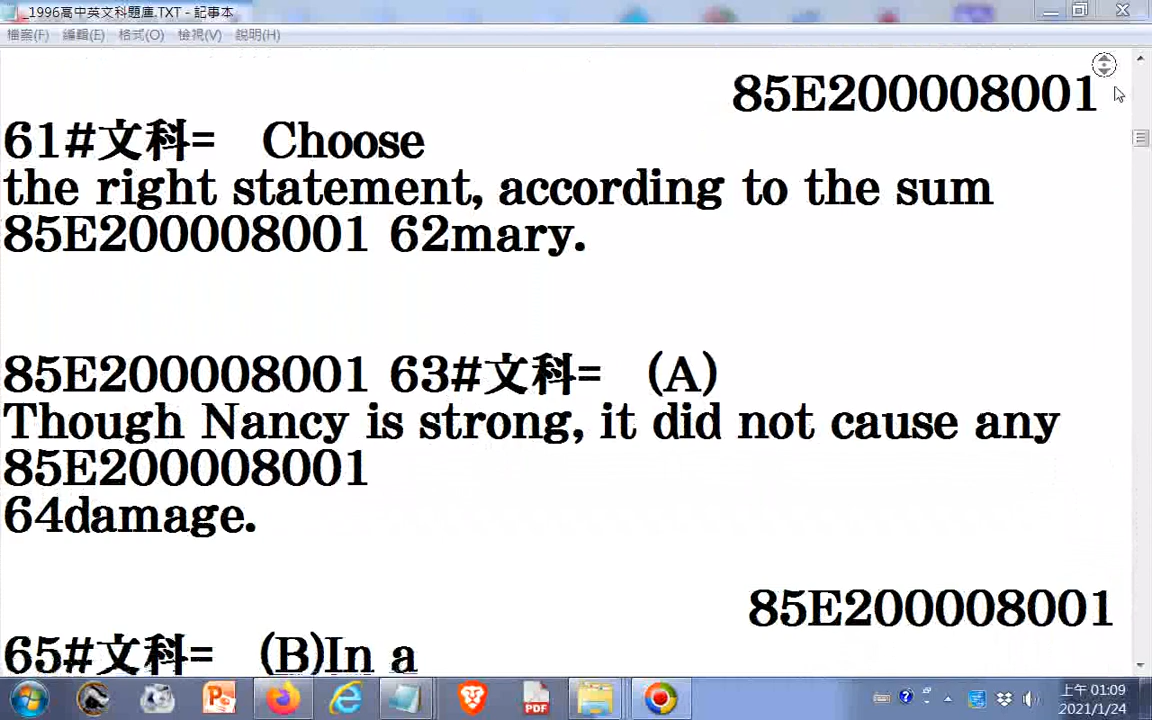 _1996高中英文科題庫.TXT - 記事本
檔案(F) 編輯(E) 格式(O) 檢視(V) 說明(H)
85E200008001
61#文科= Choose
the right statement, according to the sum
85E200008001 62mary.
85E200008001 63#文科= (A)
Though Nancy is strong, it did not cause any
85E200008001
64damage.
85E200008001
65#文科= (B)In a
PDF
上午 01:09
2021/1/24